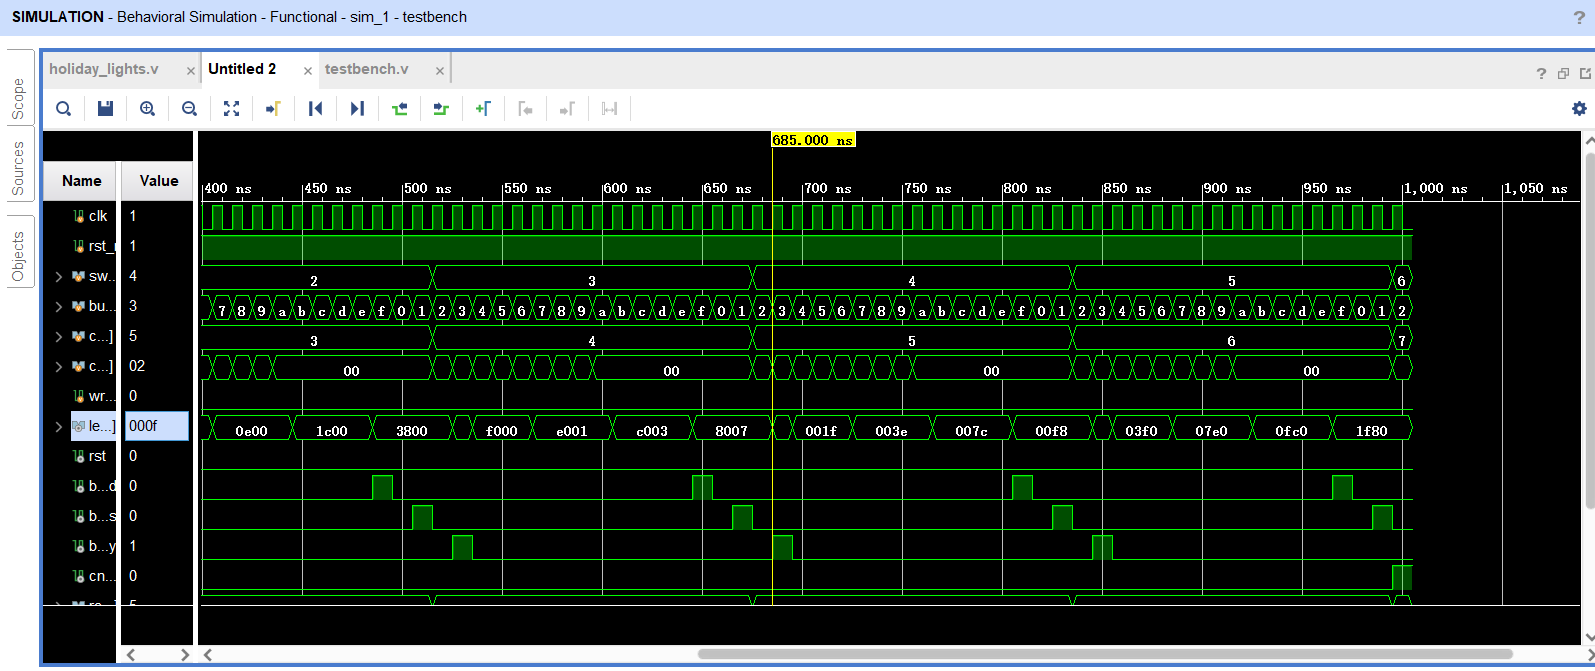 SIMULATION - Behavioral Simulation - Functional - sim_1 - testbench ?
Scope
Sources
Objects
holiday_lights.v × Untitled 2 × testbench.v × ?
685.000 ns
Name Value
400 ns 450 ns 500 ns 550 ns 600 ns 650 ns 700 ns 750 ns 800 ns 850 ns 900 ns 950 ns 1,000 ns 1,050 ns
clk 1
rst_ 1
sw... 4 2 3 4 5 6
bu... 3 7 8 9 a b c d e f 0 1 2 3 4 5 6 7 8 9 a b c d e f 0 1 2 3 4 5 6 7 8 9 a b c d e f 0 1 2 3 4 5 6 7 8 9 a b c d e f 0 1 2
c...] 5 3 4 5 6 7
c...] 02 00 00 00 00
wr... 0
le...] 000f 0e00 1c00 3800 f000 e001 c003 8007 001f 003e 007c 00f8 03f0 07e0 0fc0 1f80
rst 0
b...d 0
b...s 0
b...y 1
cn... 0